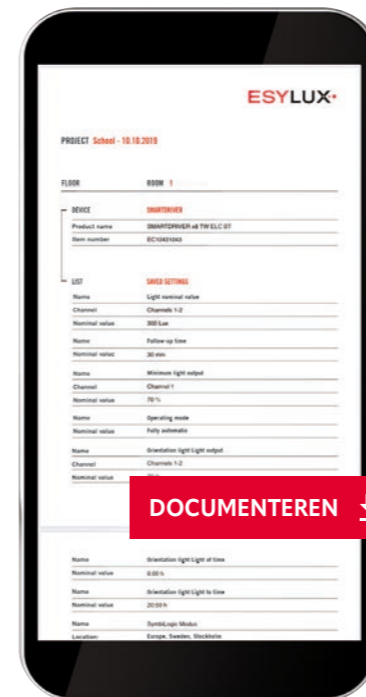 ESYLUX
PROJECT School - 10.10.2019
FLOOR ROOM 1
DEVICE SMARTDRIVER
Product name SMARTDRIVER x8 TW ELC BT
Item number EC10431043
LIST SAVED SETTINGS
Name Light nominal value
Channel Channels 1-2
Nominal value 300 Lux
Name Follow-up time
Nominal value 30 min
Name Minimum light output
Channel Channel 1
Nominal value 70 %
Name Operating mode
Nominal value Fully automatic
Name Orientation light Light output
Channel Channels 1-2
Nominal value
DOCUMENTEREN
Name Orientation light Light of time
Nominal value 6:00 h
Name Orientation light Light to time
Nominal value 20:59 h
Name SymbiLogic Modus
Location: Europe, Sweden, Stockholm